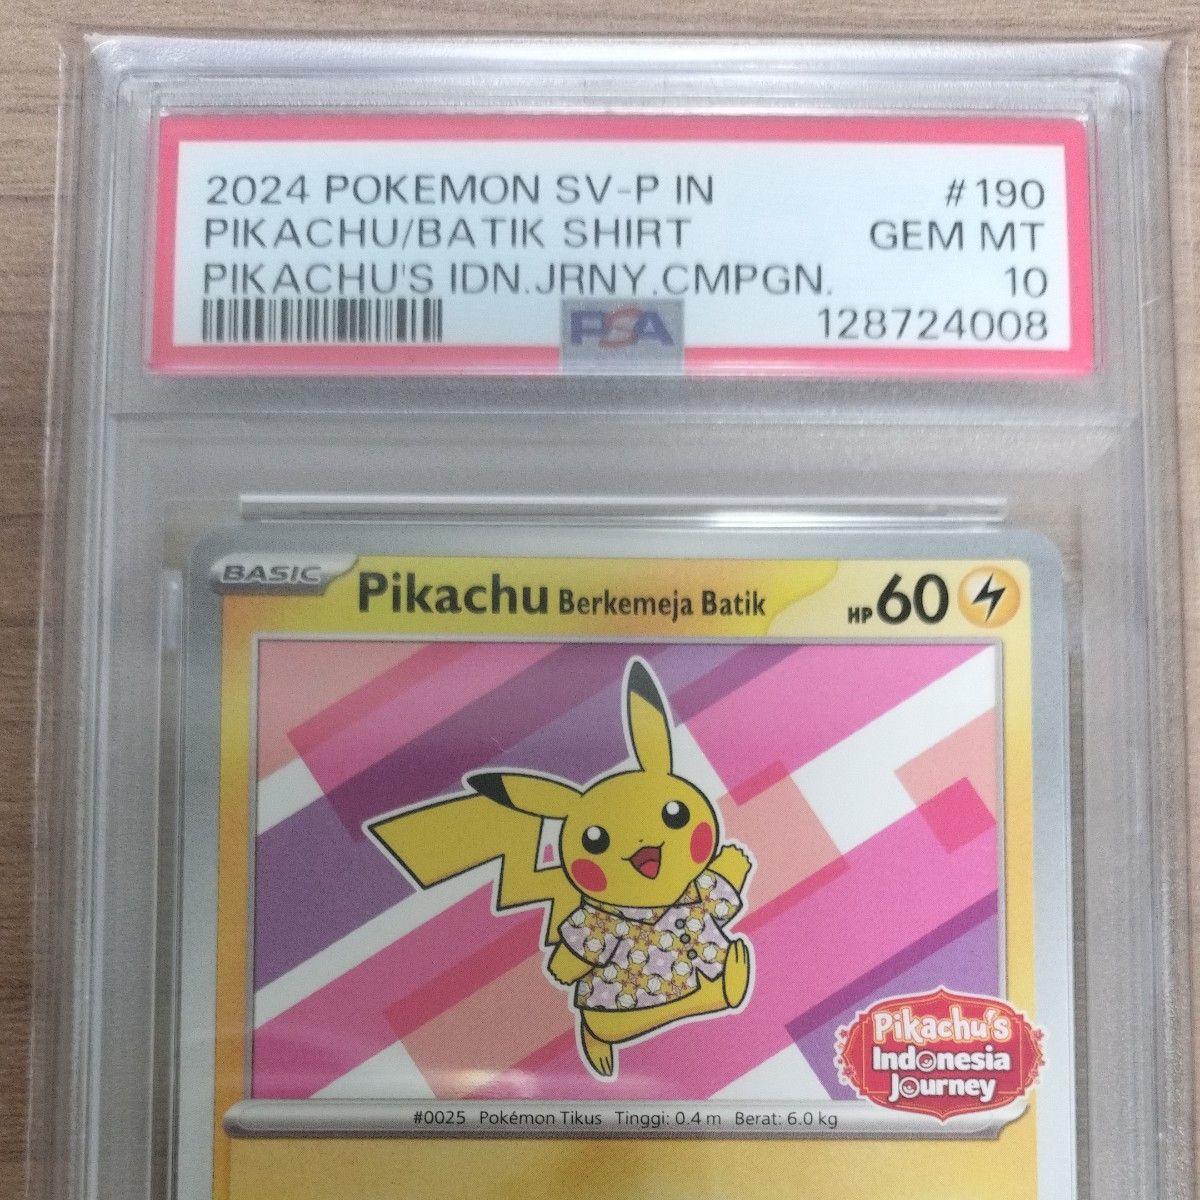 2024 POKEMON SV-P IN #190
PIKACHU/BATIK SHIRT GEM MT
PIKACHU'S IDN.JRNY.CMPGN. 10
PSA 128724008
BASIC Pikachu Berkemeja Batik HP 60
Pikachu's
Indonesia
Journey
#0025 Pokémon Tikus Tinggi: 0.4 m Berat: 6.0 kg